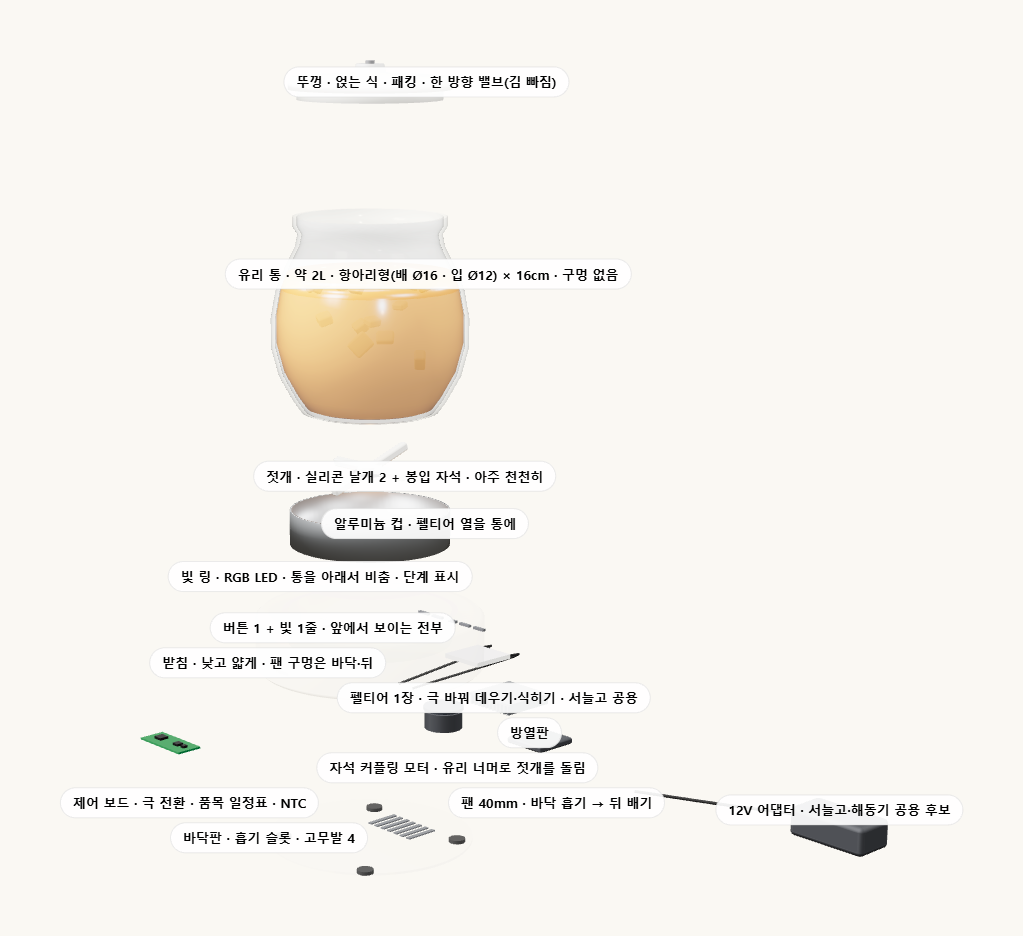 뚜껑 · 얹는 식 · 패킹 · 한 방향 밸브(김 빠짐)
유리 통 · 약 2L · 항아리형(배 Ø16 · 입 Ø12) × 16cm · 구멍 없음
젓개 · 실리콘 날개 2 + 봉입 자석 · 아주 천천히
알루미늄 컵 · 펠티어 열을 통에
빛 링 · RGB LED · 통을 아래서 비춤 · 단계 표시
버튼 1 + 빛 1줄 · 앞에서 보이는 전부
받침 · 낮고 얇게 · 팬 구멍은 바닥·뒤
펠티어 1장 · 극 바꿔 데우기·식히기 · 서늘고 공용
방열판
자석 커플링 모터 · 유리 너머로 젓개를 돌림
제어 보드 · 극 전환 · 품목 일정표 · NTC
팬 40mm · 바닥 흡기 → 뒤 배기
12V 어댑터 · 서늘고·해동기 공용 후보
바닥판 · 흡기 슬롯 · 고무발 4